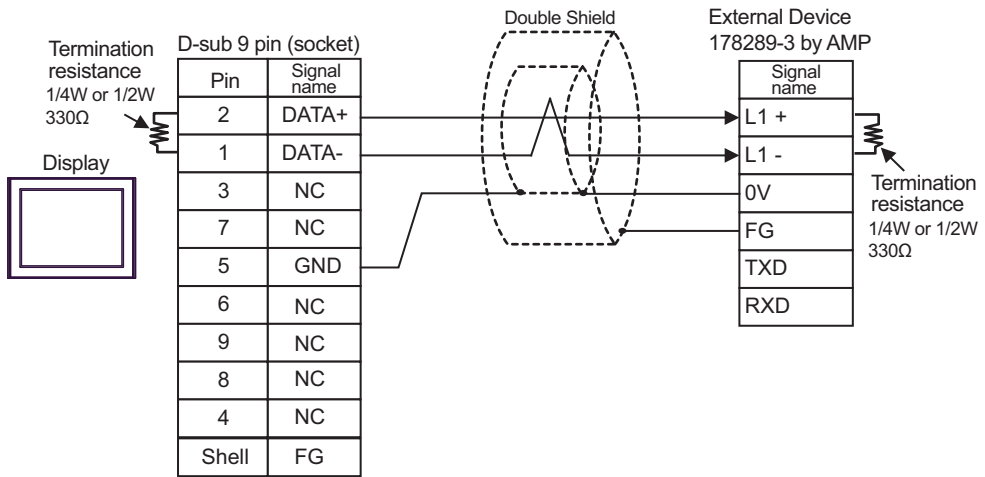 Double Shield
External Device
178289-3 by AMP
Termination
resistance
1/4W or 1/2W
330Ω
D-sub 9 pin (socket)
Pin Signal name
2 DATA+
1 DATA-
3 NC
7 NC
5 GND
6 NC
9 NC
8 NC
4 NC
Shell FG
Display
Signal
name
L1 +
L1 -
0V
FG
TXD
RXD
Termination
resistance
1/4W or 1/2W
330Ω